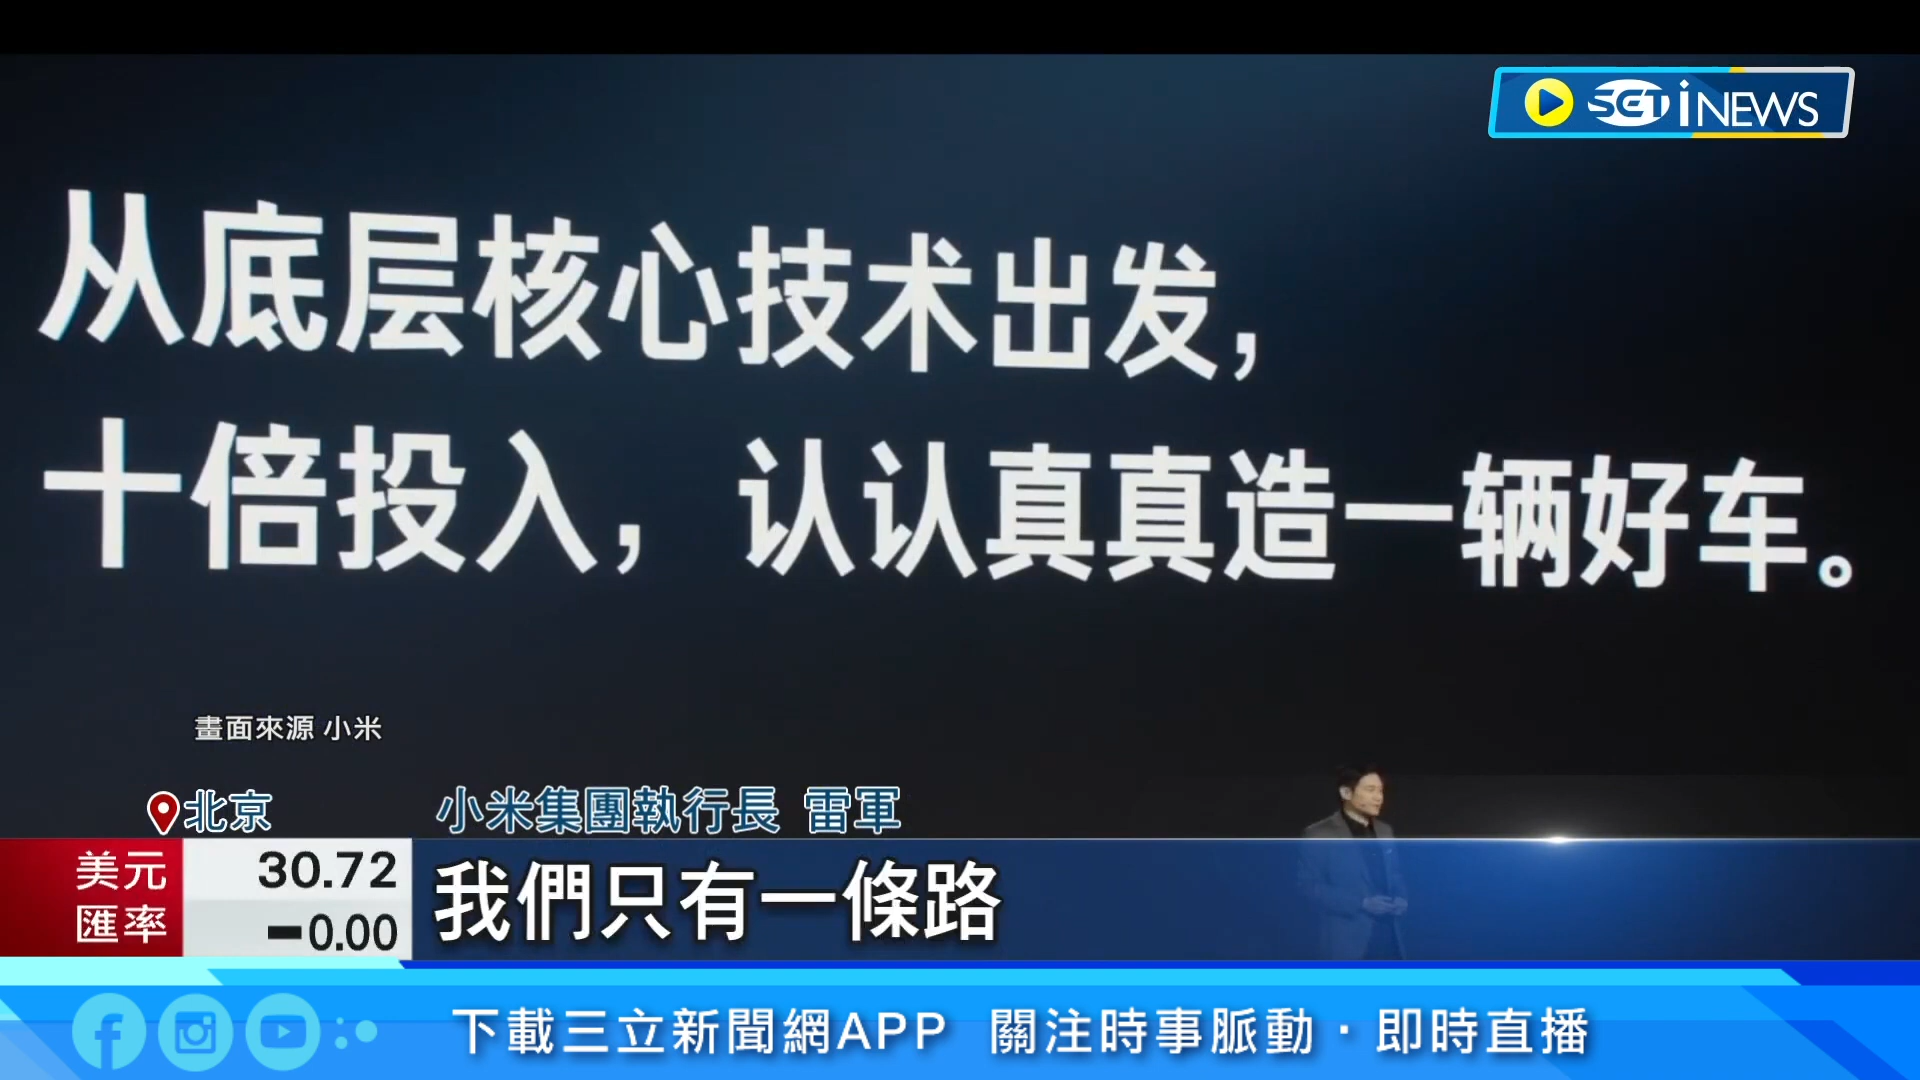 SETiNEWS
从底层核心技术出发，
十倍投入，认认真真造一辆好车。
畫面來源 小米
北京
小米集團執行長 雷軍
美元
匯率
30.72
-0.00
我們只有一條路
下載三立新聞網APP 關注時事脈動·即時直播